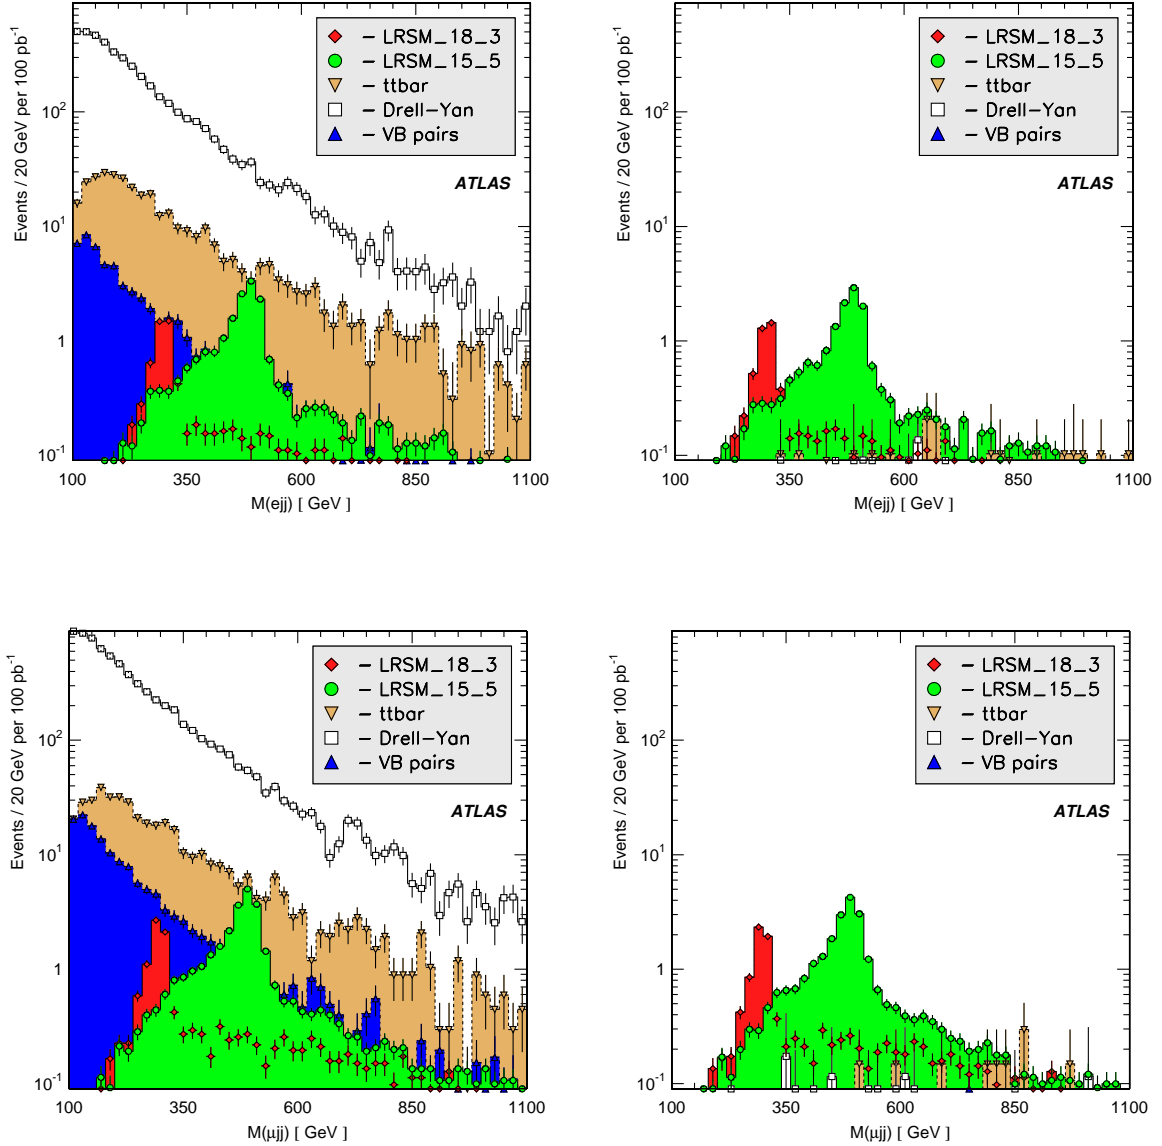 Events / 20 GeV per 100 pb⁻¹
10²
10
1
10⁻¹
– LRSM_18_3
– LRSM_15_5
– ttbar
– Drell–Yan
– VB pairs
ATLAS
100 350 600 850 1100
M(ejj) [ GeV ]
Events / 20 GeV per 100 pb⁻¹
10²
10
1
10⁻¹
– LRSM_18_3
– LRSM_15_5
– ttbar
– Drell–Yan
– VB pairs
ATLAS
100 350 600 850 1100
M(ejj) [ GeV ]
Events / 20 GeV per 100 pb⁻¹
10²
10
1
10⁻¹
– LRSM_18_3
– LRSM_15_5
– ttbar
– Drell–Yan
– VB pairs
ATLAS
100 350 600 850 1100
M(μjj) [ GeV ]
Events / 20 GeV per 100 pb⁻¹
10²
10
1
10⁻¹
– LRSM_18_3
– LRSM_15_5
– ttbar
– Drell–Yan
– VB pairs
ATLAS
100 350 600 850 1100
M(μjj) [ GeV ]